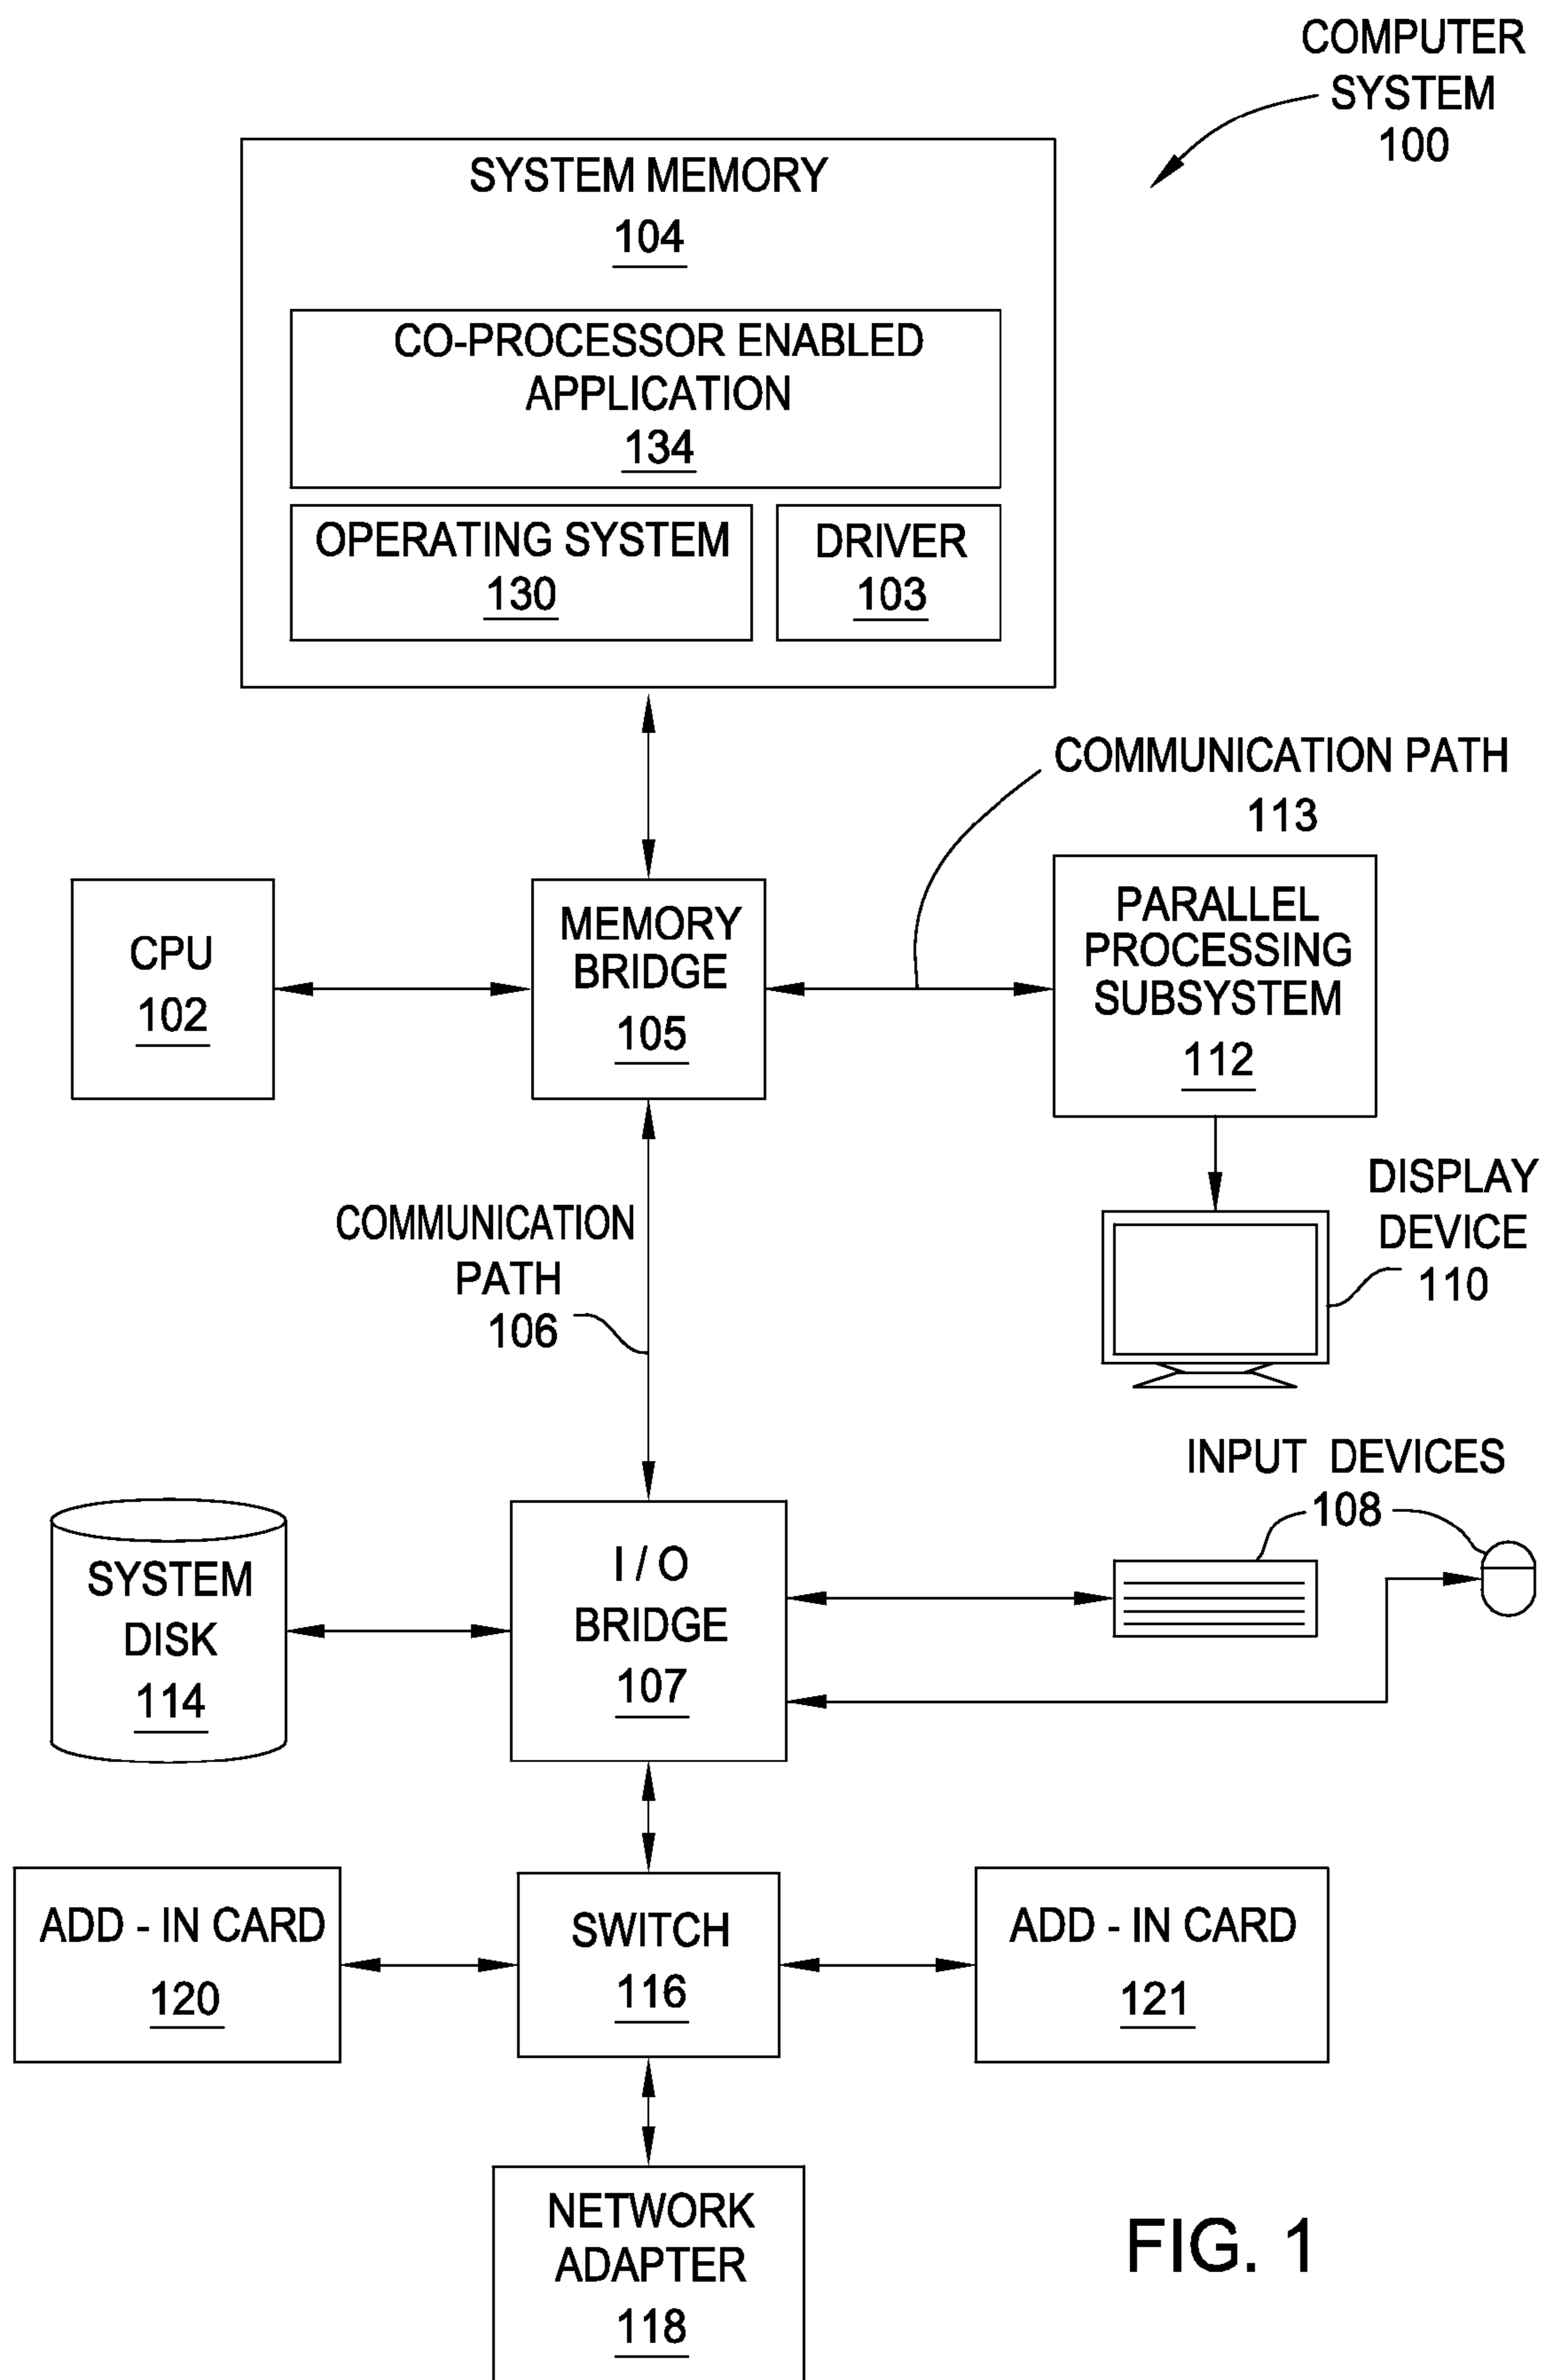 COMPUTER
SYSTEM
100
SYSTEM MEMORY
104
CO-PROCESSOR ENABLED
APPLICATION
134
OPERATING SYSTEM
130
DRIVER
103
COMMUNICATION PATH
113
CPU
102
MEMORY
BRIDGE
105
PARALLEL
PROCESSING
SUBSYSTEM
112
COMMUNICATION
PATH
106
DISPLAY
DEVICE
110
INPUT DEVICES
108
SYSTEM
DISK
114
I / O
BRIDGE
107
ADD - IN CARD
120
SWITCH
116
ADD - IN CARD
121
NETWORK
ADAPTER
118
FIG. 1